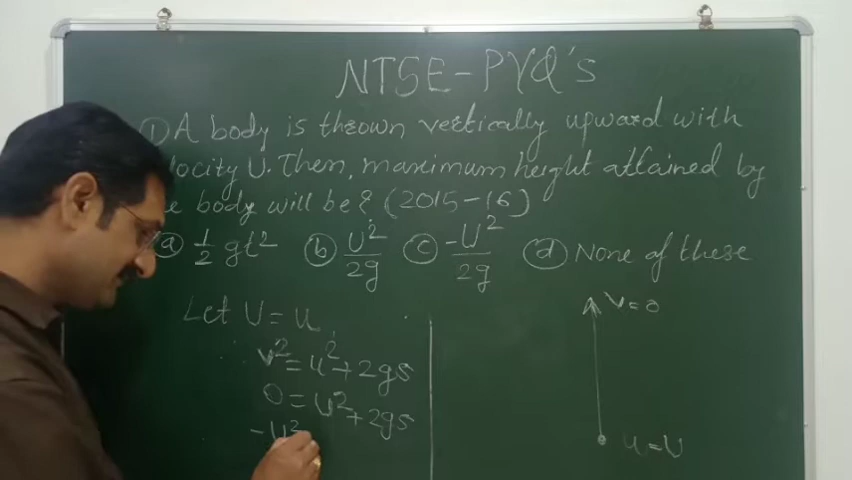 NTSE - PYQ's
① A body is thrown vertically upward with
locity U. Then, maximum height attained by
e body will be? (2015-16)
ⓐ 1/2 gt² ⓑ U²/2g ⓒ -U²/2g ⓓ None of these
Let U = u
v² = u² + 2gs
0 = U² + 2gs
-U²
v = 0
u = U